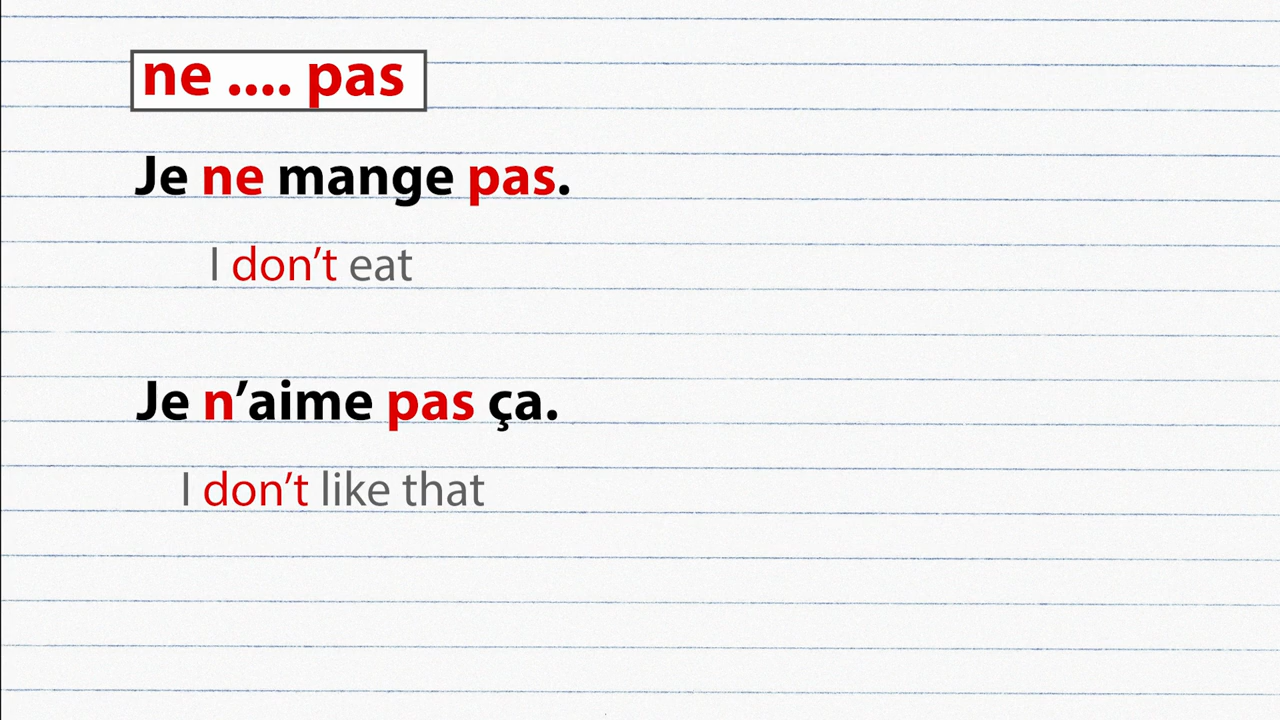 ne .... pas
Je ne mange pas.
I don’t eat
Je n’aime pas ça.
I don’t like that